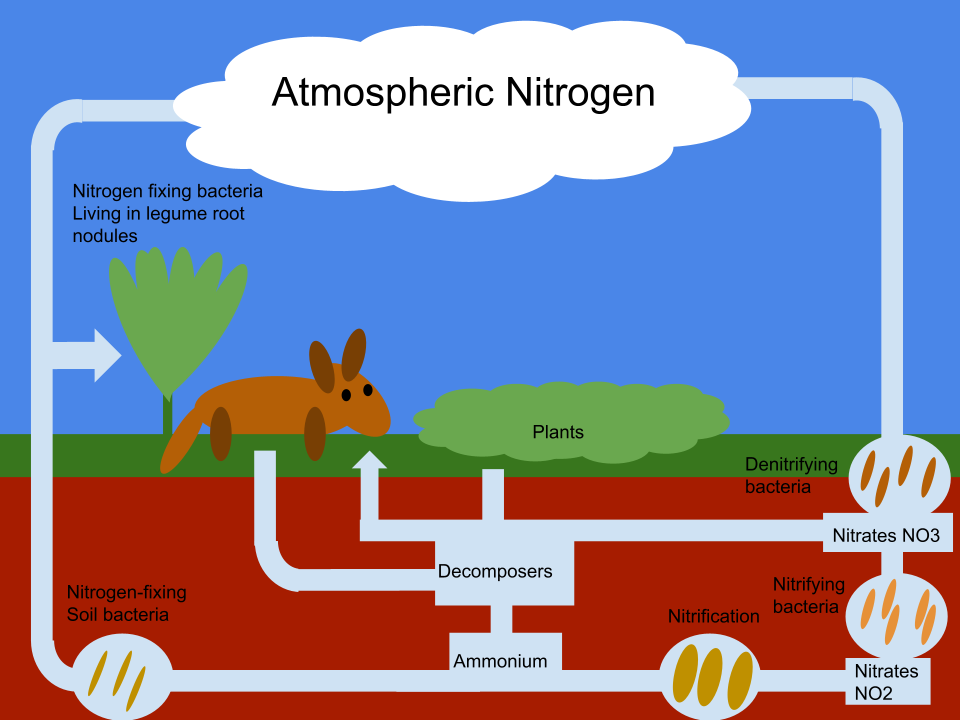 Atmospheric Nitrogen
Nitrogen fixing bacteria
Living in legume root
nodules
Plants
Denitrifying
bacteria
Nitrates NO3
Decomposers
Nitrifying
bacteria
Nitrogen-fixing
Soil bacteria
Nitrification
Ammonium
Nitrates
NO2